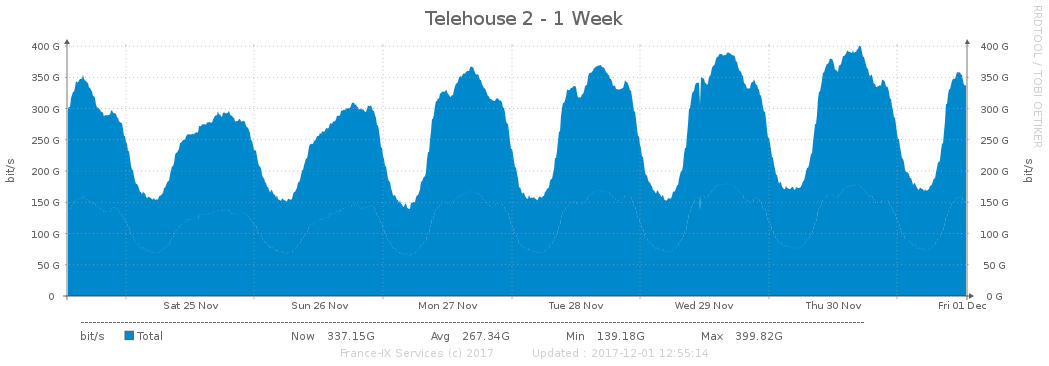 Telehouse 2 - 1 Week
RRDTOOL / TOBI OETIKER
400 G 400 G
350 G 350 G
300 G 300 G
250 G 250 G
200 G 200 G
150 G 150 G
100 G 100 G
50 G 50 G
0 0 G
bit/s
bit/s
Sat 25 Nov Sun 26 Nov Mon 27 Nov Tue 28 Nov Wed 29 Nov Thu 30 Nov Fri 01 Dec
bit/s Total Now 337.15G Avg 267.34G Min 139.18G Max 399.82G
France-IX Services (c) 2017 Updated : 2017-12-01 12:55:14